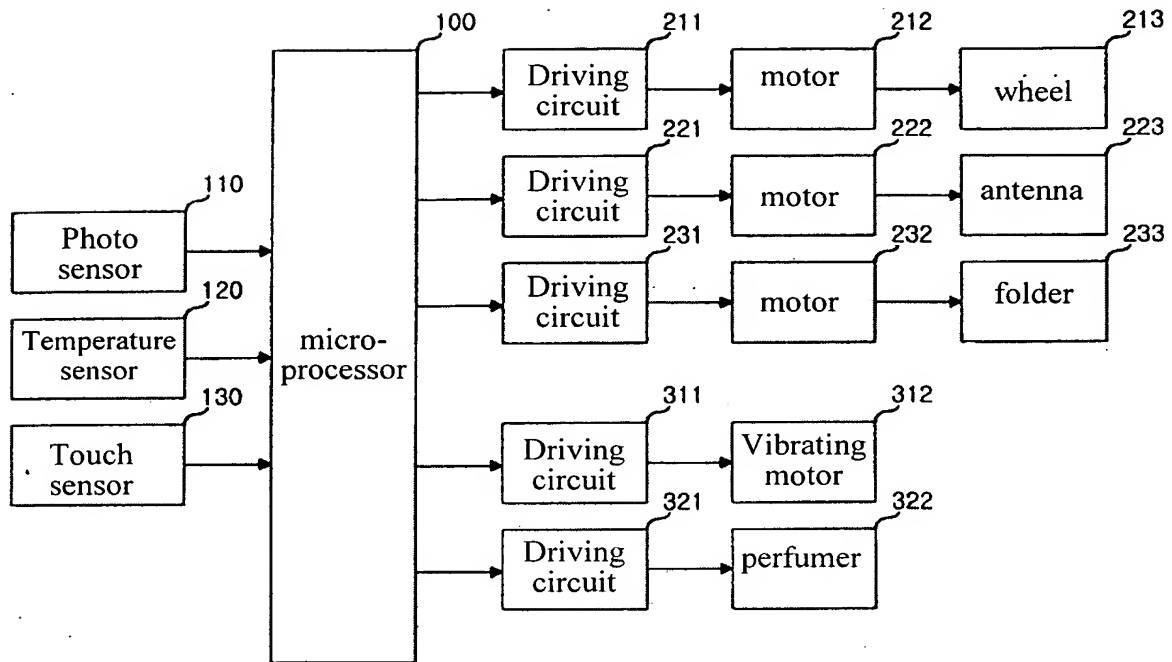 100
211
212
213
Driving
circuit
motor
wheel
221
222
223
Driving
circuit
motor
antenna
110
Photo
sensor
231
232
233
Driving
circuit
motor
folder
120
Temperature
sensor
micro-
processor
130
Touch
sensor
311
312
Driving
circuit
Vibrating
motor
321
322
Driving
circuit
perfumer